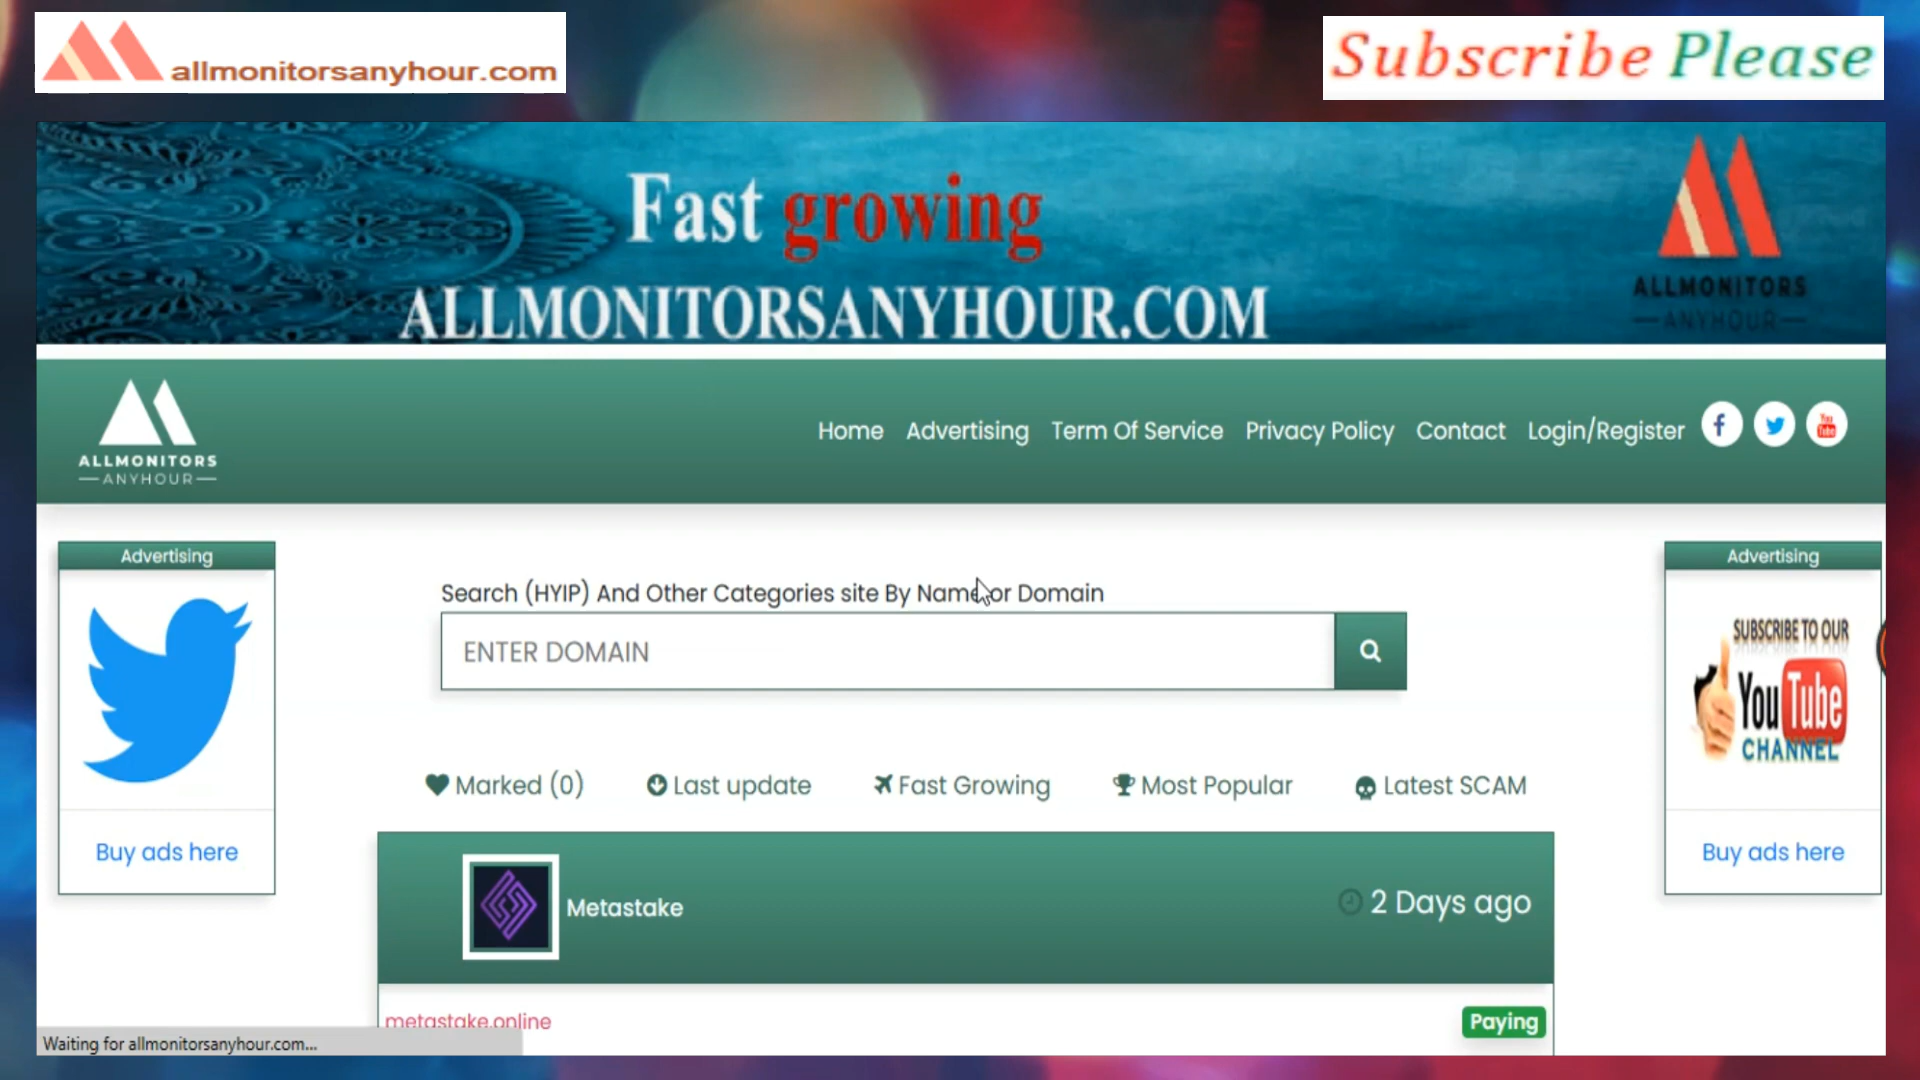 allmonitorsanyhour.com
Subscribe Please
Fast growing
ALLMONITORSANYHOUR.COM
ALLMONITORS
ANYHOUR
ALLMONITORS
ANYHOUR
Home Advertising Term Of Service Privacy Policy Contact Login/Register
You Tube
Advertising
Buy ads here
Search (HYIP) And Other Categories site By Name or Domain
ENTER DOMAIN
Marked (0) Last update Fast Growing Most Popular Latest SCAM
Metastake
2 Days ago
metastake.online
Paying
Advertising
SUBSCRIBE TO OUR
YouTube
CHANNEL
Buy ads here
Waiting for allmonitorsanyhour.com...